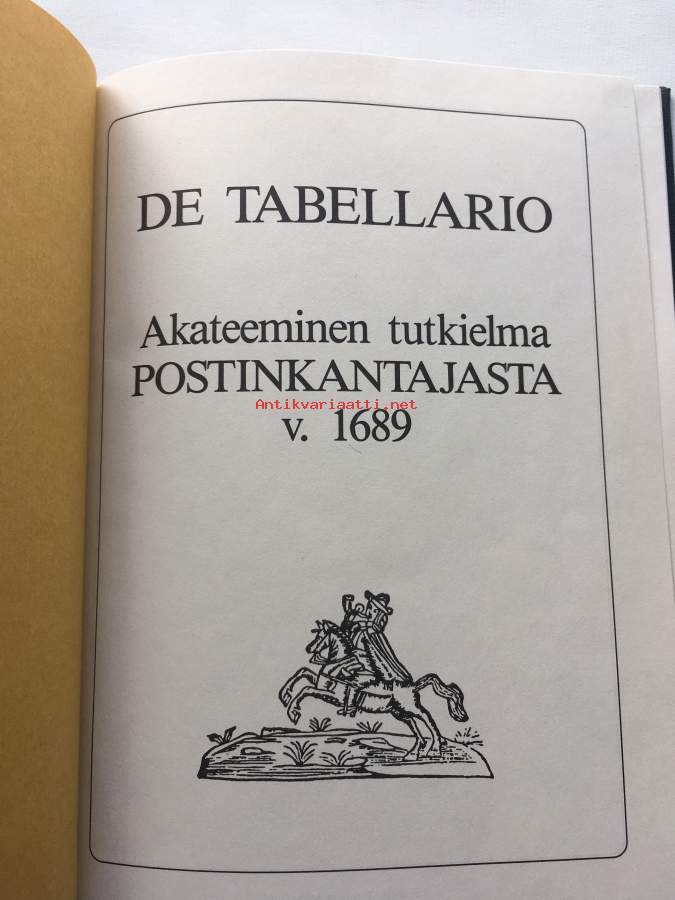 DE TABELLARIO
Akateeminen tutkielma
POSTINKANTAJASTA
Antikvariaatti.net
v. 1689